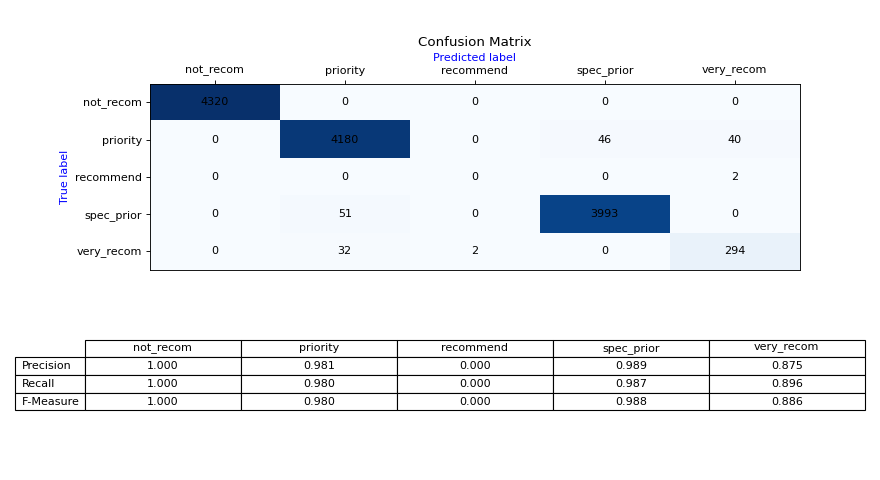 Confusion Matrix
Predicted label
not_recom priority recommend spec_prior very_recom
True label
not_recom 4320 0 0 0 0
priority 0 4180 0 46 40
recommend 0 0 0 0 2
spec_prior 0 51 0 3993 0
very_recom 0 32 2 0 294
not_recom priority recommend spec_prior very_recom
Precision 1.000 0.981 0.000 0.989 0.875
Recall 1.000 0.980 0.000 0.987 0.896
F-Measure 1.000 0.980 0.000 0.988 0.886